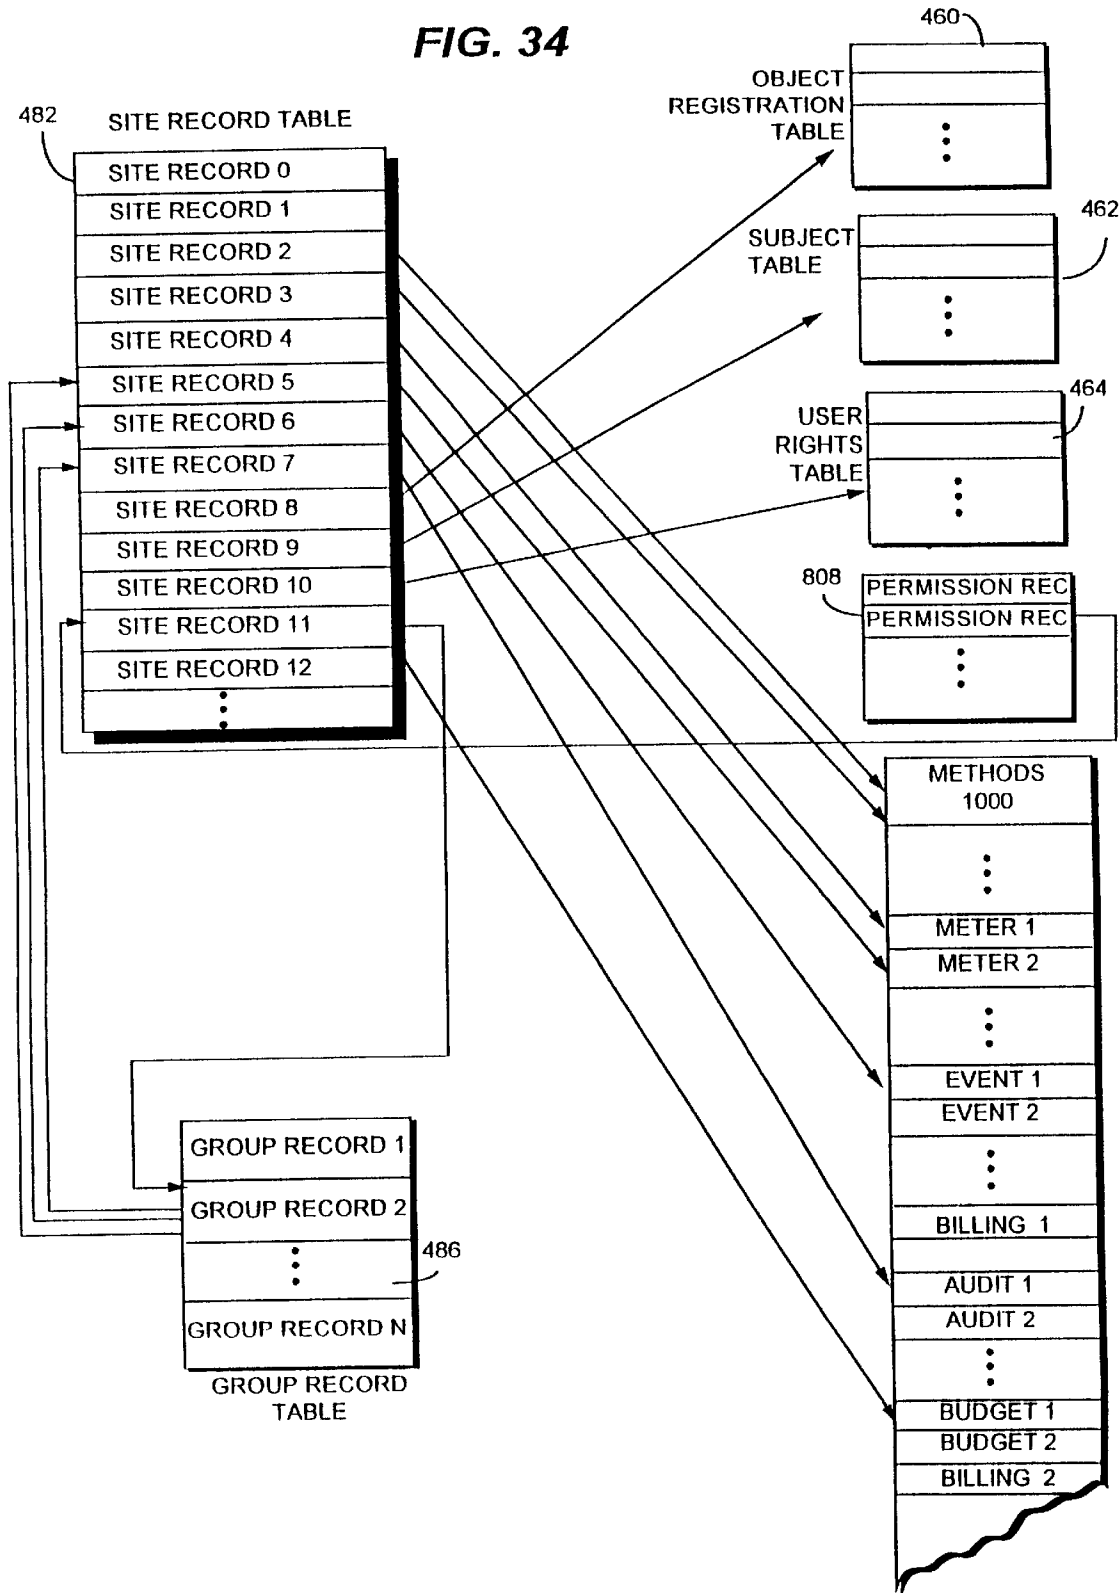 FIG. 34
482
SITE RECORD TABLE
SITE RECORD 0
SITE RECORD 1
SITE RECORD 2
SITE RECORD 3
SITE RECORD 4
SITE RECORD 5
SITE RECORD 6
SITE RECORD 7
SITE RECORD 8
SITE RECORD 9
SITE RECORD 10
SITE RECORD 11
SITE RECORD 12
460
OBJECT
REGISTRATION
TABLE
462
SUBJECT
TABLE
464
USER
RIGHTS
TABLE
808
PERMISSION REC
PERMISSION REC
METHODS
1000
METER 1
METER 2
EVENT 1
EVENT 2
BILLING 1
AUDIT 1
AUDIT 2
BUDGET 1
BUDGET 2
BILLING 2
GROUP RECORD 1
GROUP RECORD 2
486
GROUP RECORD N
GROUP RECORD
TABLE